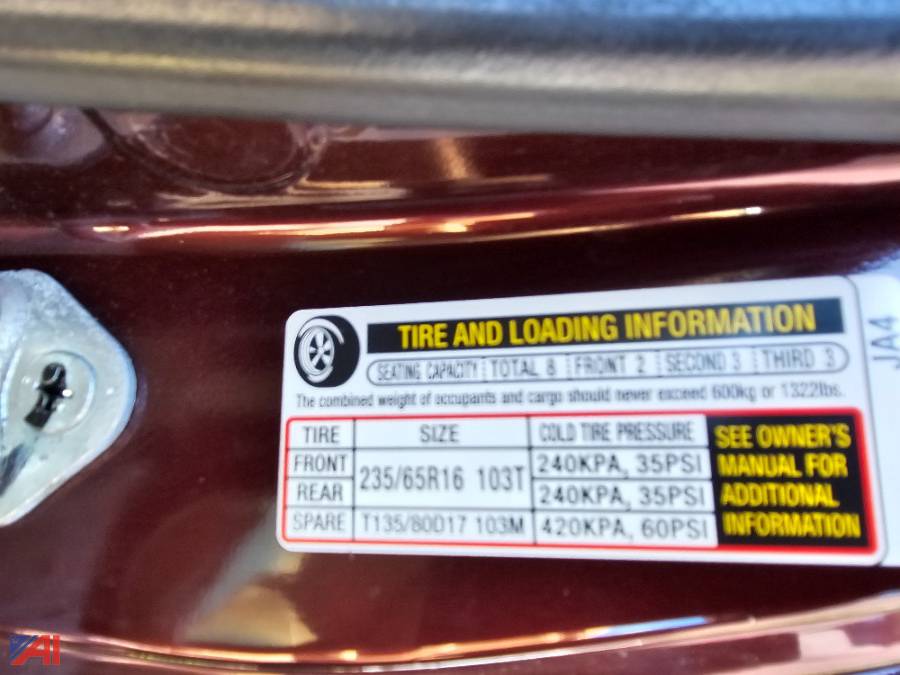 TIRE AND LOADING INFORMATION
SEATING CAPACITY TOTAL 8 FRONT 2 SECOND 3 THIRD 3
The combined weight of occupants and cargo should never exceed 600kg or 1322lbs.
TIRE SIZE COLD TIRE PRESSURE
FRONT 235/65R16 103T 240KPA, 35PSI
REAR 240KPA, 35PSI
SPARE T135/80D17 103M 420KPA, 60PSI
SEE OWNER'S
MANUAL FOR
ADDITIONAL
INFORMATION
JA4
AI